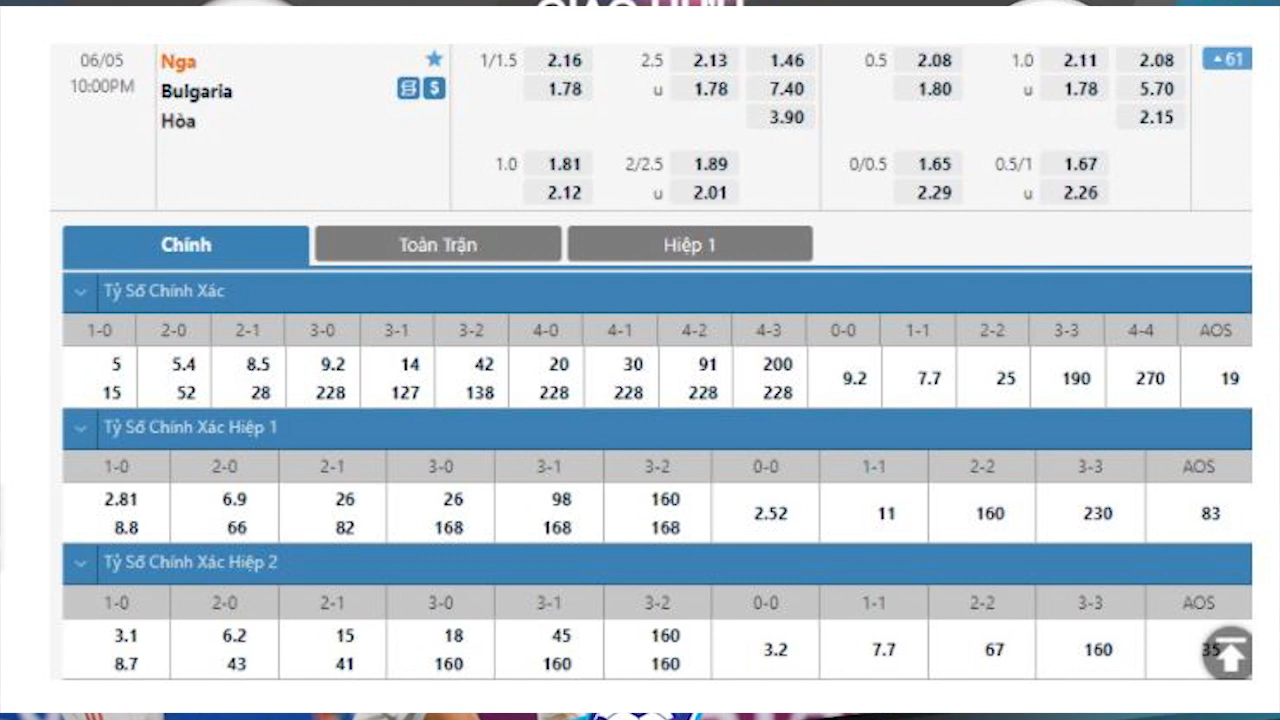 06/05 Nga 1/1.5 2.16 2.5 2.13 1.46 0.5 2.08 1.0 2.11 2.08 61
10:00PM Bulgaria $ 1.78 u 1.78 7.40 1.80 u 1.78 5.70
Hòa 3.90 2.15
1.0 1.81 2/2.5 1.89 0/0.5 1.65 0.5/1 1.67
2.12 u 2.01 2.29 u 2.26
Chính Toàn Trận Hiệp 1
Tỷ Số Chính Xác
1-0 2-0 2-1 3-0 3-1 3-2 4-0 4-1 4-2 4-3 0-0 1-1 2-2 3-3 4-4 AOS
5 5.4 8.5 9.2 14 42 20 30 91 200
9.2 7.7 25 190 270 19
15 52 28 228 127 138 228 228 228 228
Tỷ Số Chính Xác Hiệp 1
1-0 2-0 2-1 3-0 3-1 3-2 0-0 1-1 2-2 3-3 AOS
2.81 6.9 26 26 98 160
2.52 11 160 230 83
8.8 66 82 168 168 168
Tỷ Số Chính Xác Hiệp 2
1-0 2-0 2-1 3-0 3-1 3-2 0-0 1-1 2-2 3-3 AOS
3.1 6.2 15 18 45 160
3.2 7.7 67 160 35
8.7 43 41 160 160 160